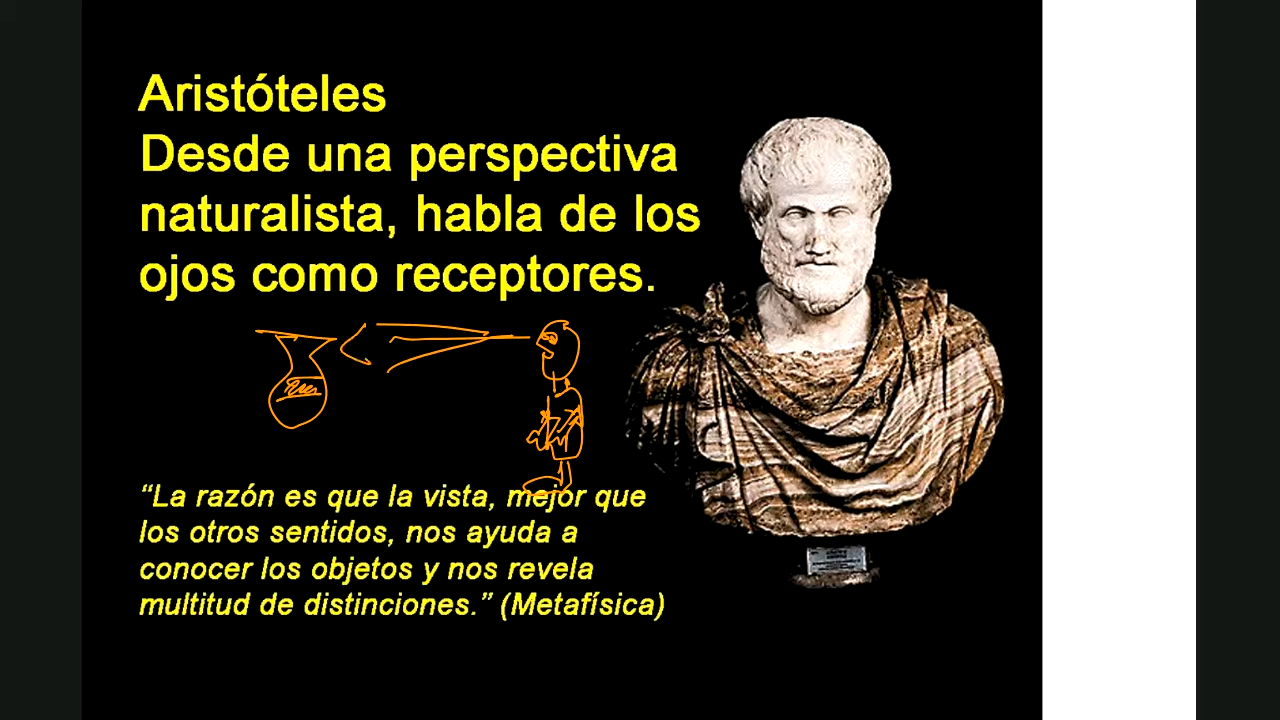 Aristóteles
Desde una perspectiva
naturalista, habla de los
ojos como receptores.
“La razón es que la vista, mejor que
los otros sentidos, nos ayuda a
conocer los objetos y nos revela
multitud de distinciones.” (Metafísica)